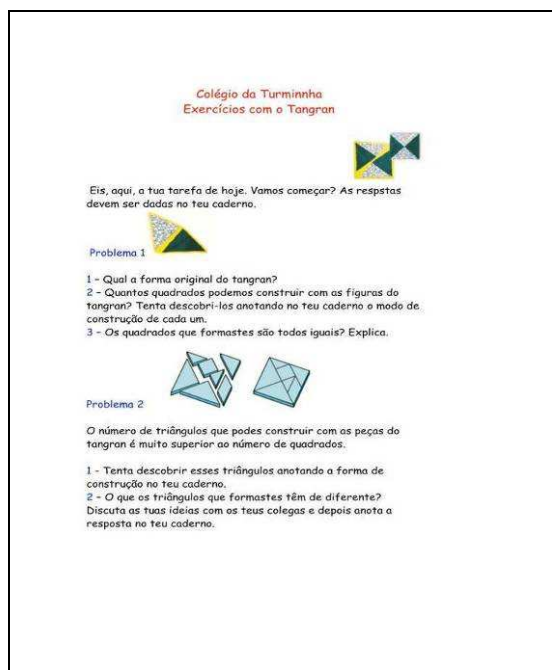 Colégio da Turminnha
Exercícios com o Tangran
Eis, aqui, a tua tarefa de hoje. Vamos começar? As respstas
devem ser dadas no teu caderno.
Problema 1
1 – Qual a forma original do tangran?
2 – Quantos quadrados podemos construir com as figuras do
tangran? Tenta descobri-los anotando no teu caderno o modo de
construção de cada um.
3 – Os quadrados que formastes são todos iguais? Explica.
Problema 2
O número de triângulos que podes construir com as peças do
tangran é muito superior ao número de quadrados.
1 - Tenta descobrir esses triângulos anotando a forma de
construção no teu caderno.
2 – O que os triângulos que formastes têm de diferente?
Discuta as tuas ideias com os teus colegas e depois anota a
resposta no teu caderno.